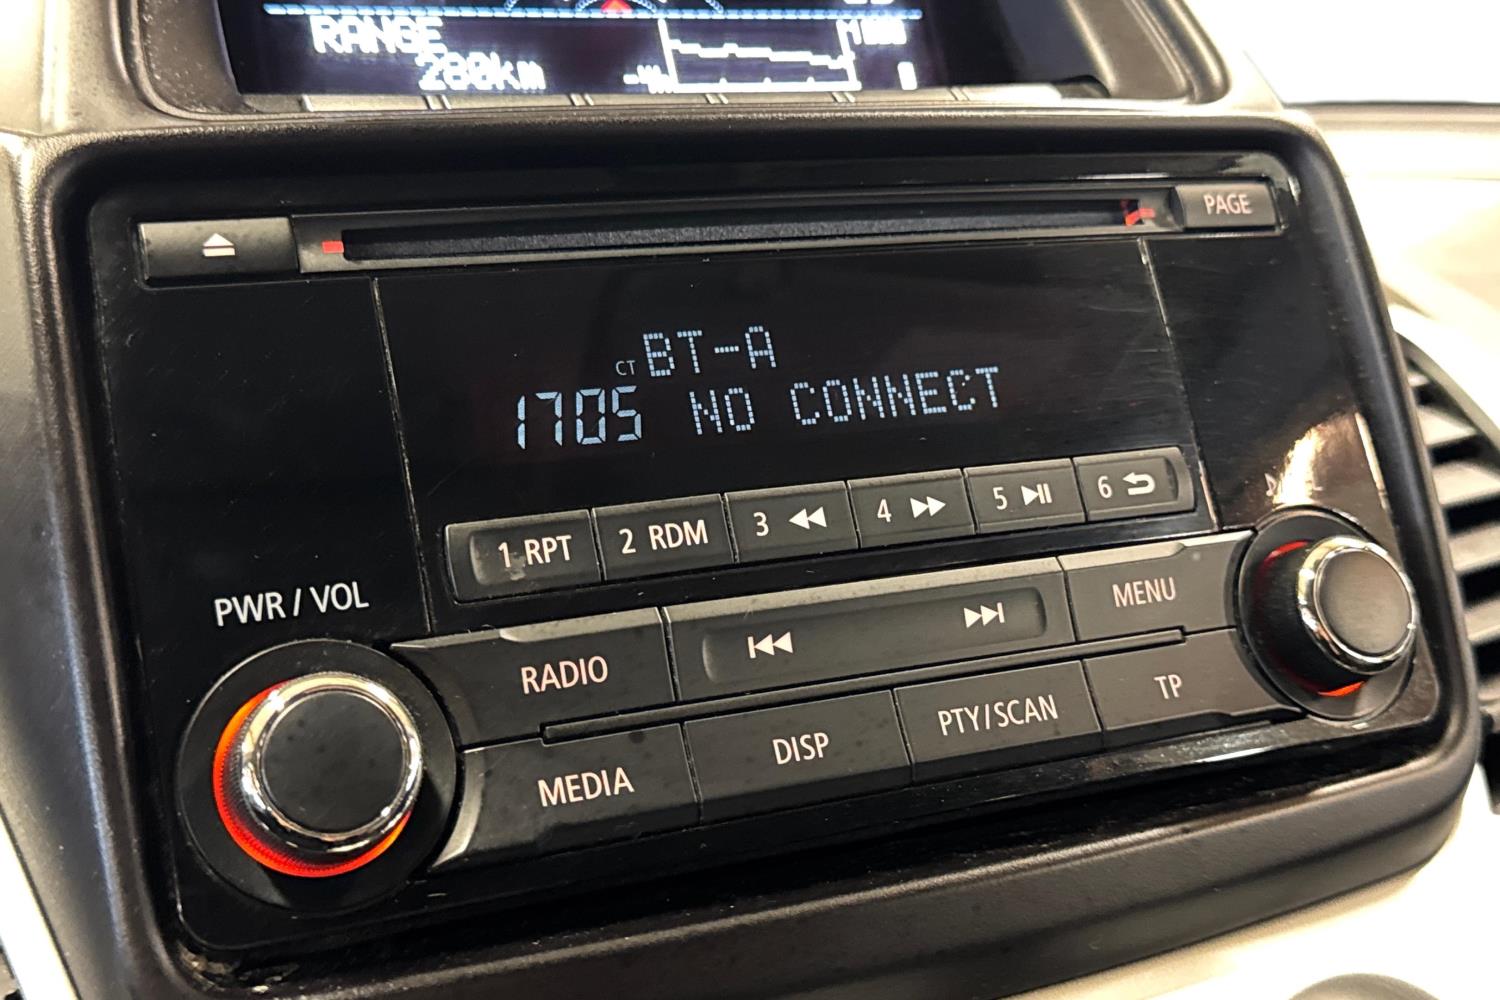 RANGE
280km
PAGE
CT BT-A
1705 NO CONNECT
1 RPT
2 RDM
3
4
5
6
PWR / VOL
RADIO
MENU
MEDIA
DISP
PTY/SCAN
TP